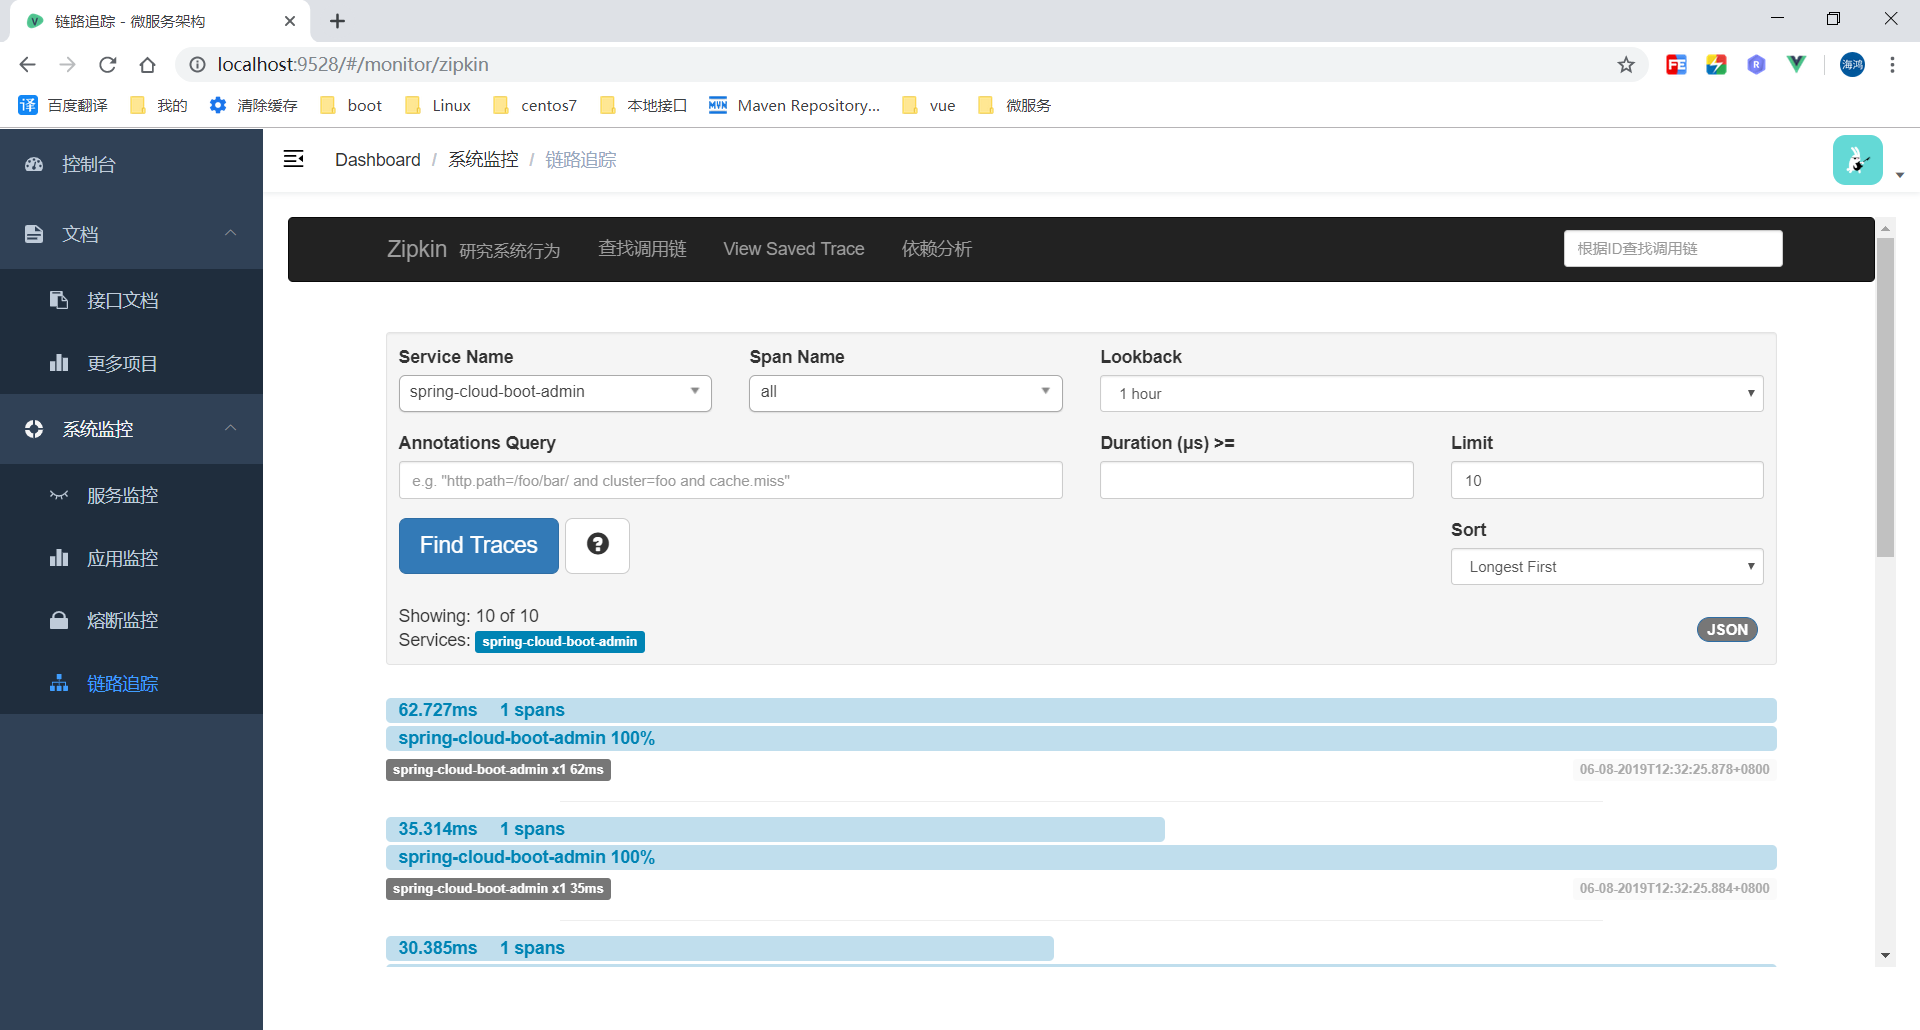 链路追踪 - 微服务架构
localhost:9528/#/monitor/zipkin
FE
R
海鸿
译 百度翻译 我的 清除缓存 boot Linux centos7 本地接口 MVN Maven Repository... vue 微服务
控制台
文档
接口文档
更多项目
系统监控
服务监控
应用监控
熔断监控
链路追踪
Dashboard / 系统监控 / 链路追踪
Zipkin 研究系统行为 查找调用链 View Saved Trace 依赖分析 根据ID查找调用链
Service Name Span Name Lookback
spring-cloud-boot-admin all 1 hour
Annotations Query Duration (μs) >= Limit
e.g. "http.path=/foo/bar/ and cluster=foo and cache.miss" 10
Find Traces ?
Sort
Longest First
Showing: 10 of 10
Services: spring-cloud-boot-admin
JSON
62.727ms 1 spans
spring-cloud-boot-admin 100%
spring-cloud-boot-admin x1 62ms 06-08-2019T12:32:25.878+0800
35.314ms 1 spans
spring-cloud-boot-admin 100%
spring-cloud-boot-admin x1 35ms 06-08-2019T12:32:25.884+0800
30.385ms 1 spans